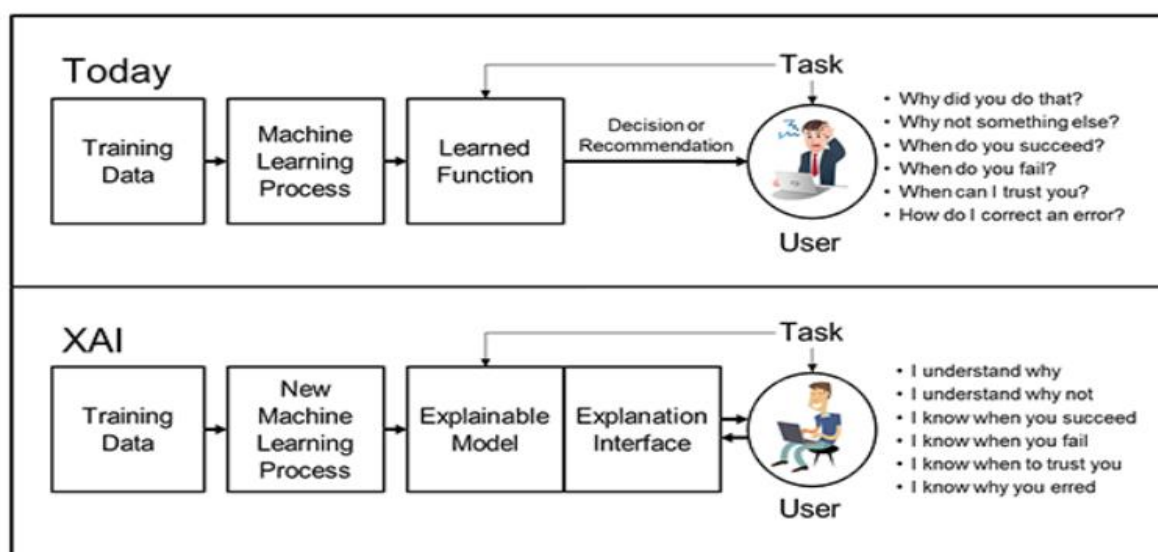 Today
Task
Training
Data
Machine
Learning
Process
Learned
Function
Decision or
Recommendation
User
• Why did you do that?
• Why not something else?
• When do you succeed?
• When do you fail?
• When can I trust you?
• How do I correct an error?
XAI
Task
Training
Data
New
Machine
Learning
Process
Explainable
Model
Explanation
Interface
User
• I understand why
• I understand why not
• I know when you succeed
• I know when you fail
• I know when to trust you
• I know why you erred